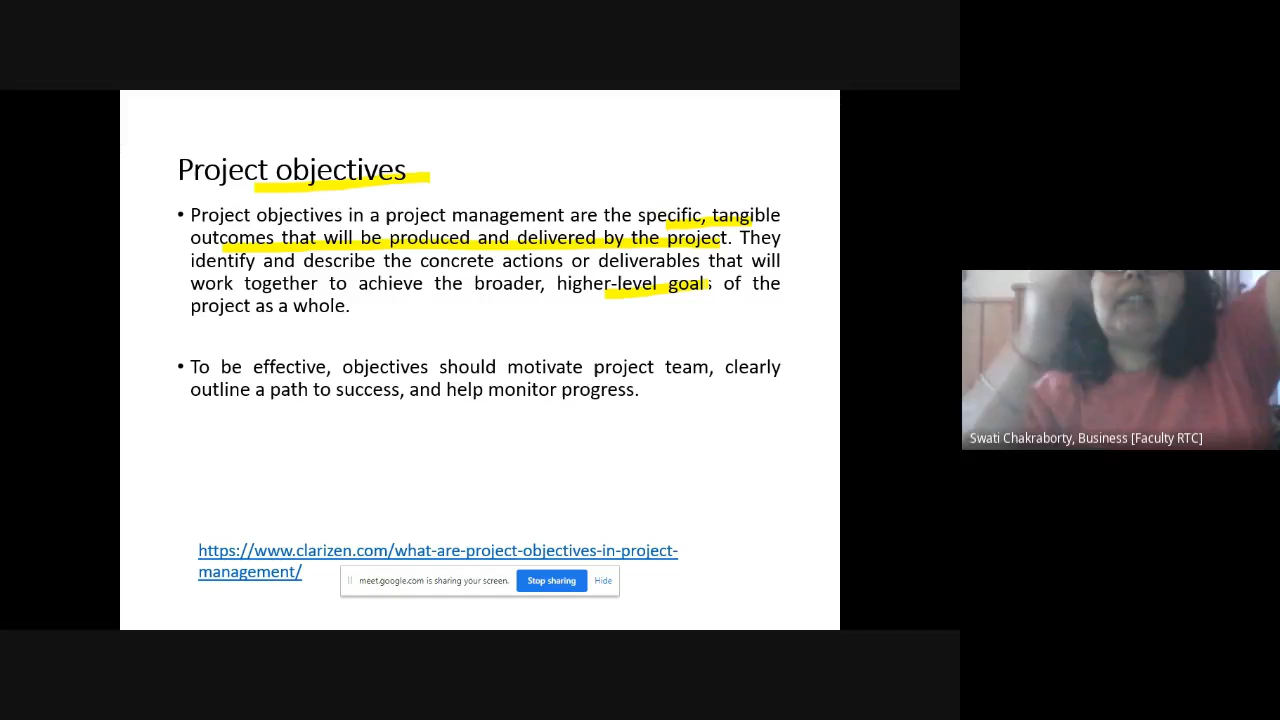 Project objectives
• Project objectives in a project management are the specific, tangible
outcomes that will be produced and delivered by the project. They
identify and describe the concrete actions or deliverables that will
work together to achieve the broader, higher-level goals of the
project as a whole.
• To be effective, objectives should motivate project team, clearly
outline a path to success, and help monitor progress.
https://www.clarizen.com/what-are-project-objectives-in-project-
management/
meet.google.com is sharing your screen. Stop sharing Hide
Swati Chakraborty, Business [Faculty RTC]